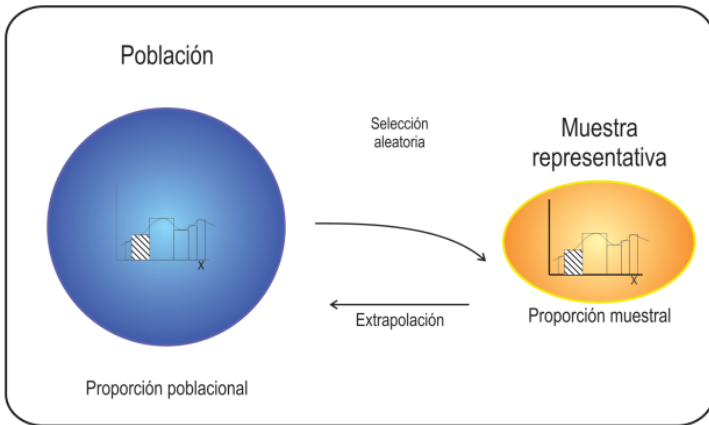 Población
Selección
aleatoria
Muestra
representativa
X
X
Extrapolación
Proporción muestral
Proporción poblacional